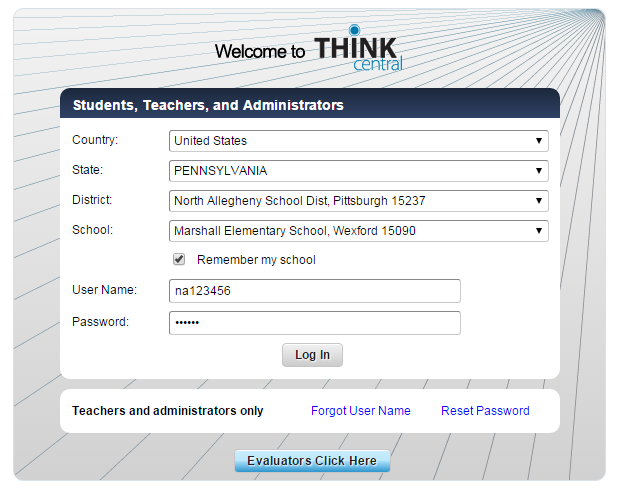 Welcome to THINK central
Students, Teachers, and Administrators
Country: United States
State: PENNSYLVANIA
District: North Allegheny School Dist, Pittsburgh 15237
School: Marshall Elementary School, Wexford 15090
Remember my school
User Name: na123456
Password: ••••••
Log In
Teachers and administrators only Forgot User Name Reset Password
Evaluators Click Here